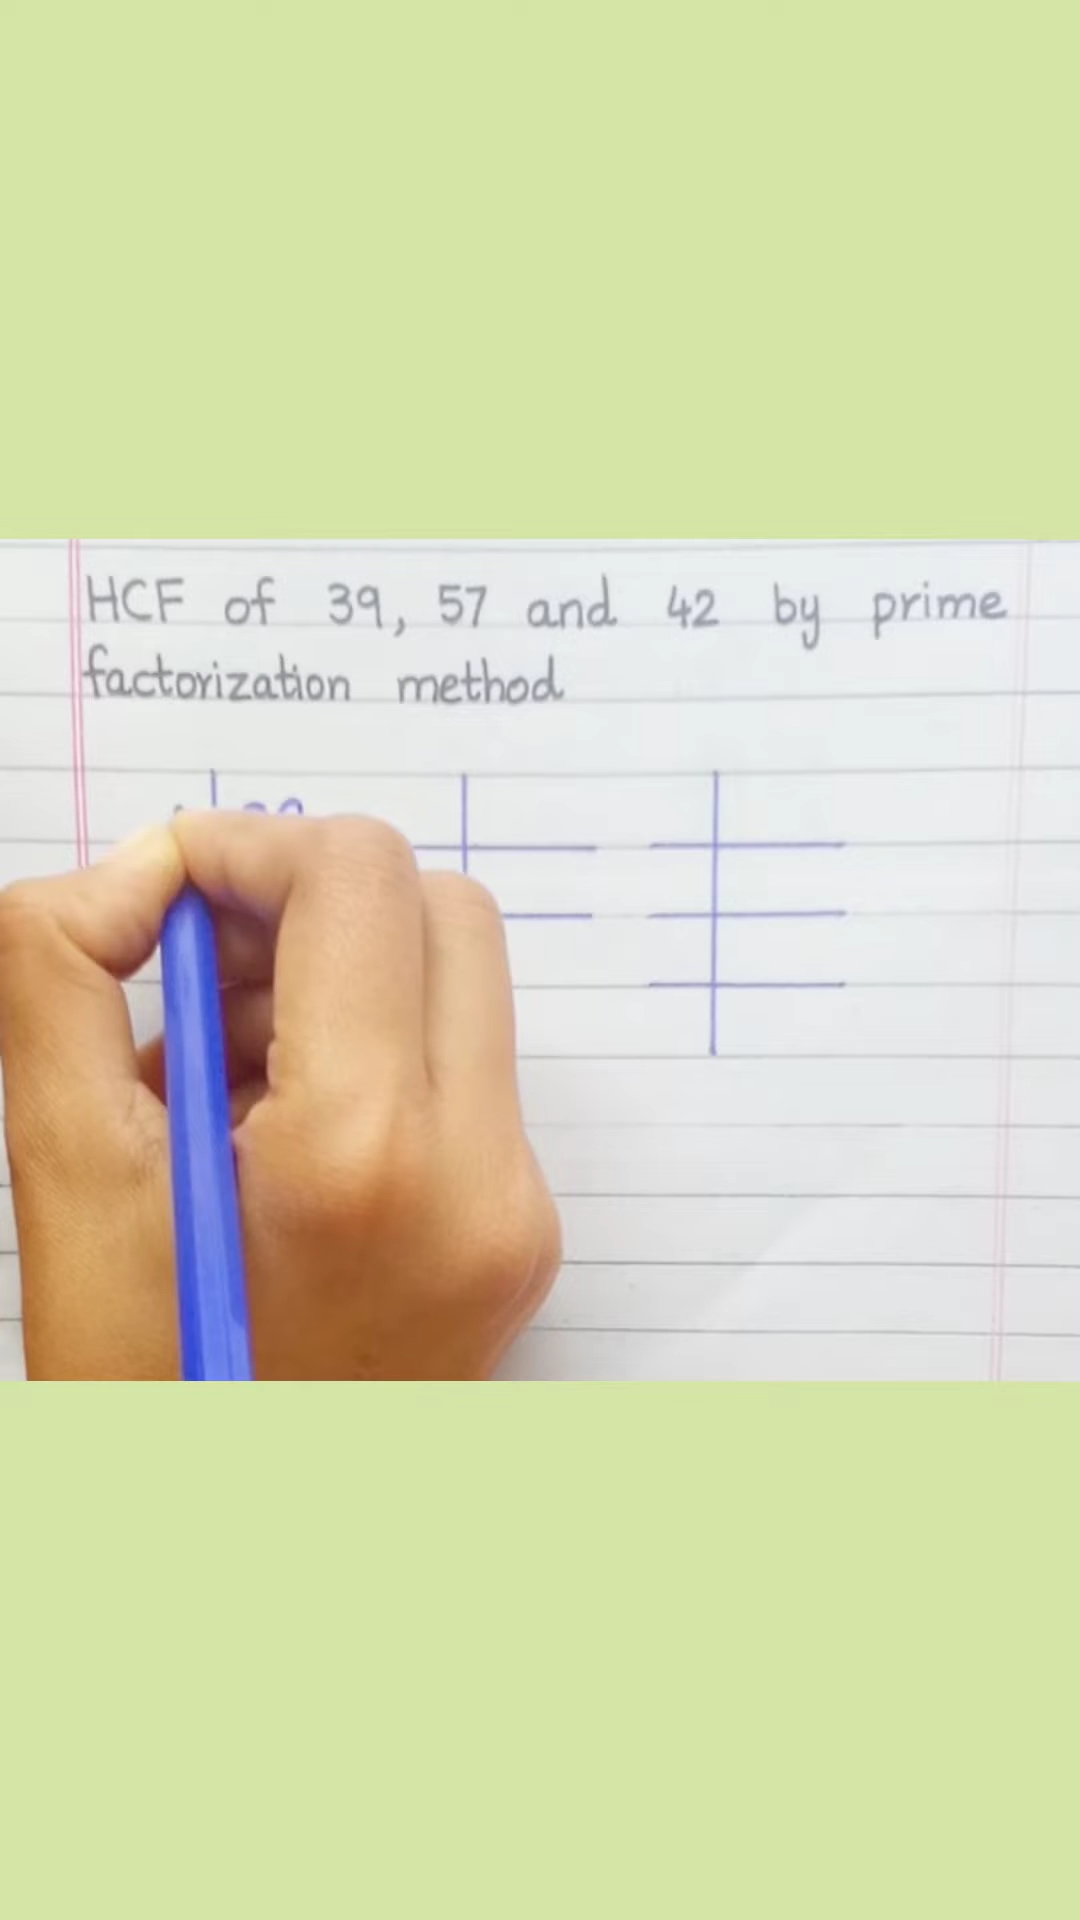 HCF of 39, 57 and 42 by prime
factorization method